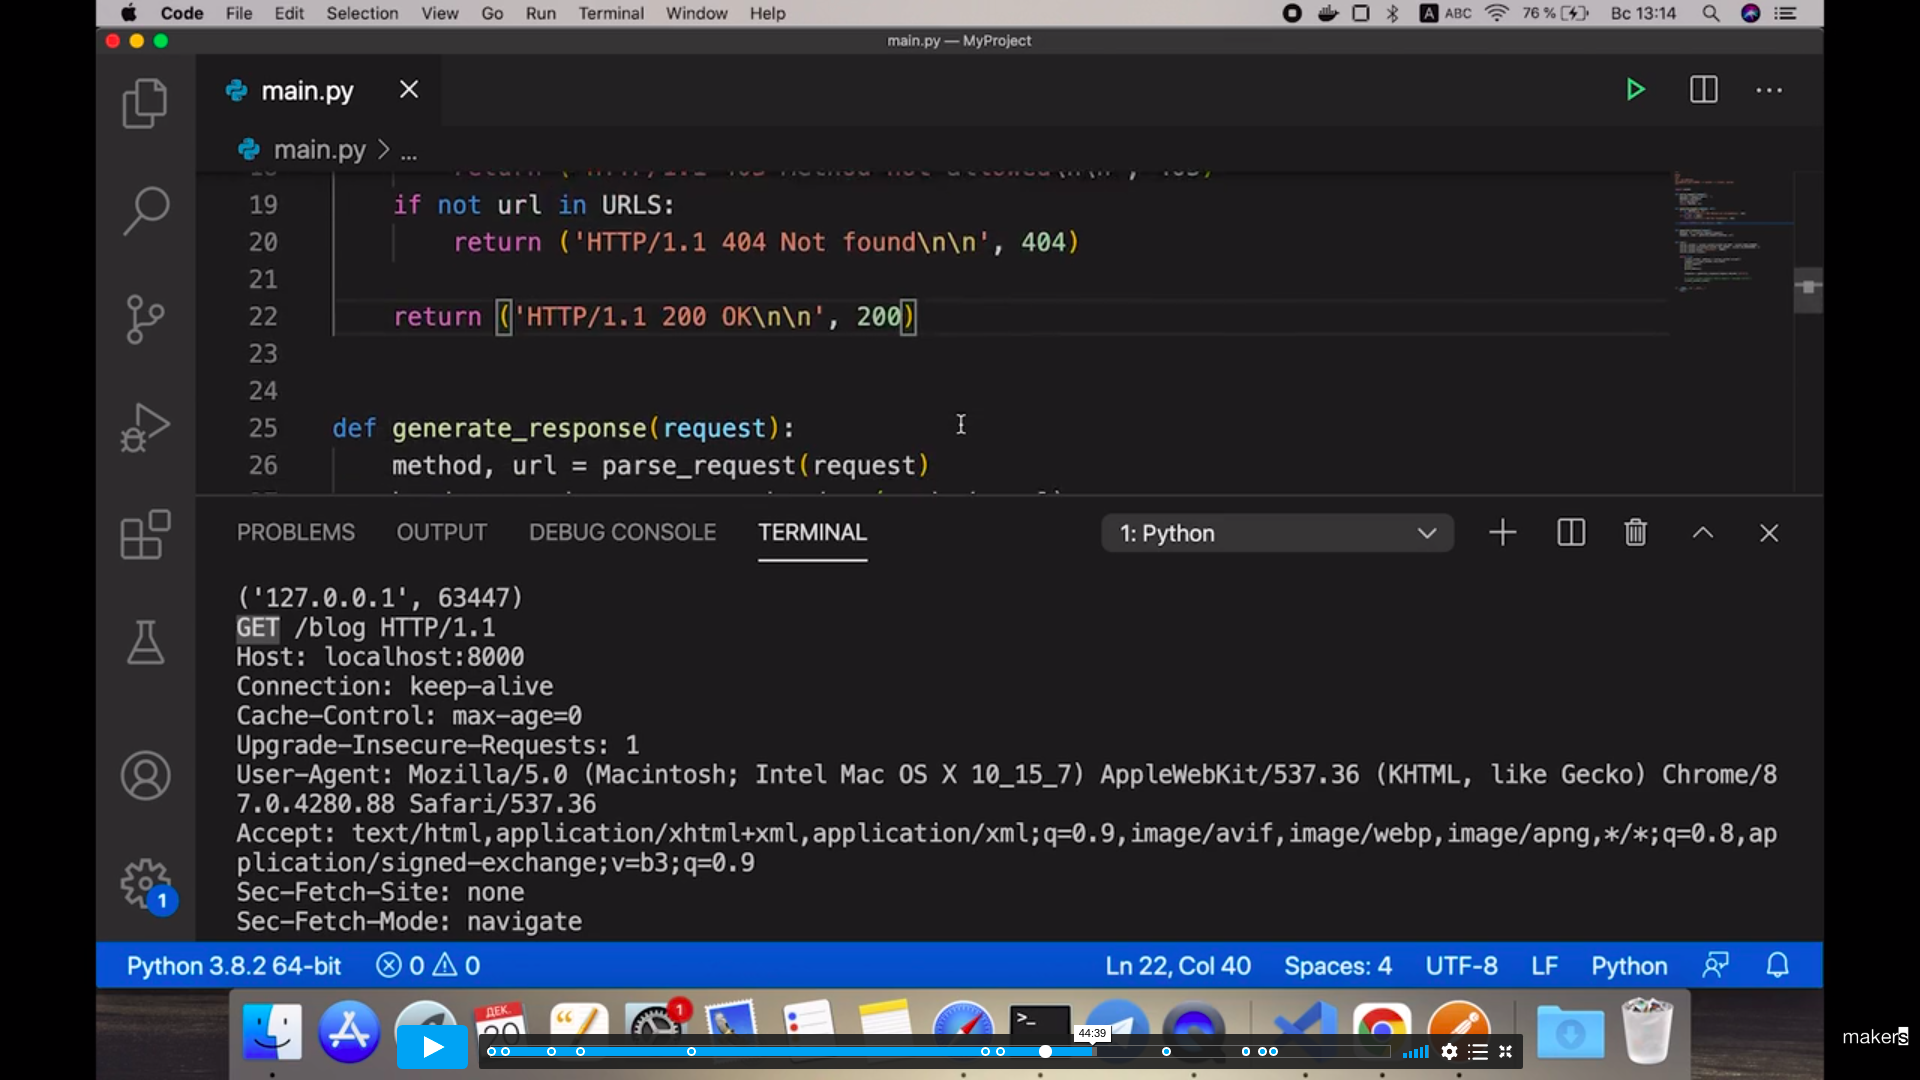 Code File Edit Selection View Go Run Terminal Window Help A ABC 76 % Вс 13:14
main.py — MyProject
main.py
main.py > ...
19 if not url in URLS:
20 return ('HTTP/1.1 404 Not found\n\n', 404)
21
22 return ('HTTP/1.1 200 OK\n\n', 200)
23
24
25 def generate_response(request):
26 method, url = parse_request(request)
PROBLEMS OUTPUT DEBUG CONSOLE TERMINAL 1: Python
('127.0.0.1', 63447)
GET /blog HTTP/1.1
Host: localhost:8000
Connection: keep-alive
Cache-Control: max-age=0
Upgrade-Insecure-Requests: 1
User-Agent: Mozilla/5.0 (Macintosh; Intel Mac OS X 10_15_7) AppleWebKit/537.36 (KHTML, like Gecko) Chrome/8
7.0.4280.88 Safari/537.36
Accept: text/html,application/xhtml+xml,application/xml;q=0.9,image/avif,image/webp,image/apng,*/*;q=0.8,ap
plication/signed-exchange;v=b3;q=0.9
Sec-Fetch-Site: none
Sec-Fetch-Mode: navigate
1
Python 3.8.2 64-bit 0 0 Ln 22, Col 40 Spaces: 4 UTF-8 LF Python
ДЕК.
1
44:39
makers